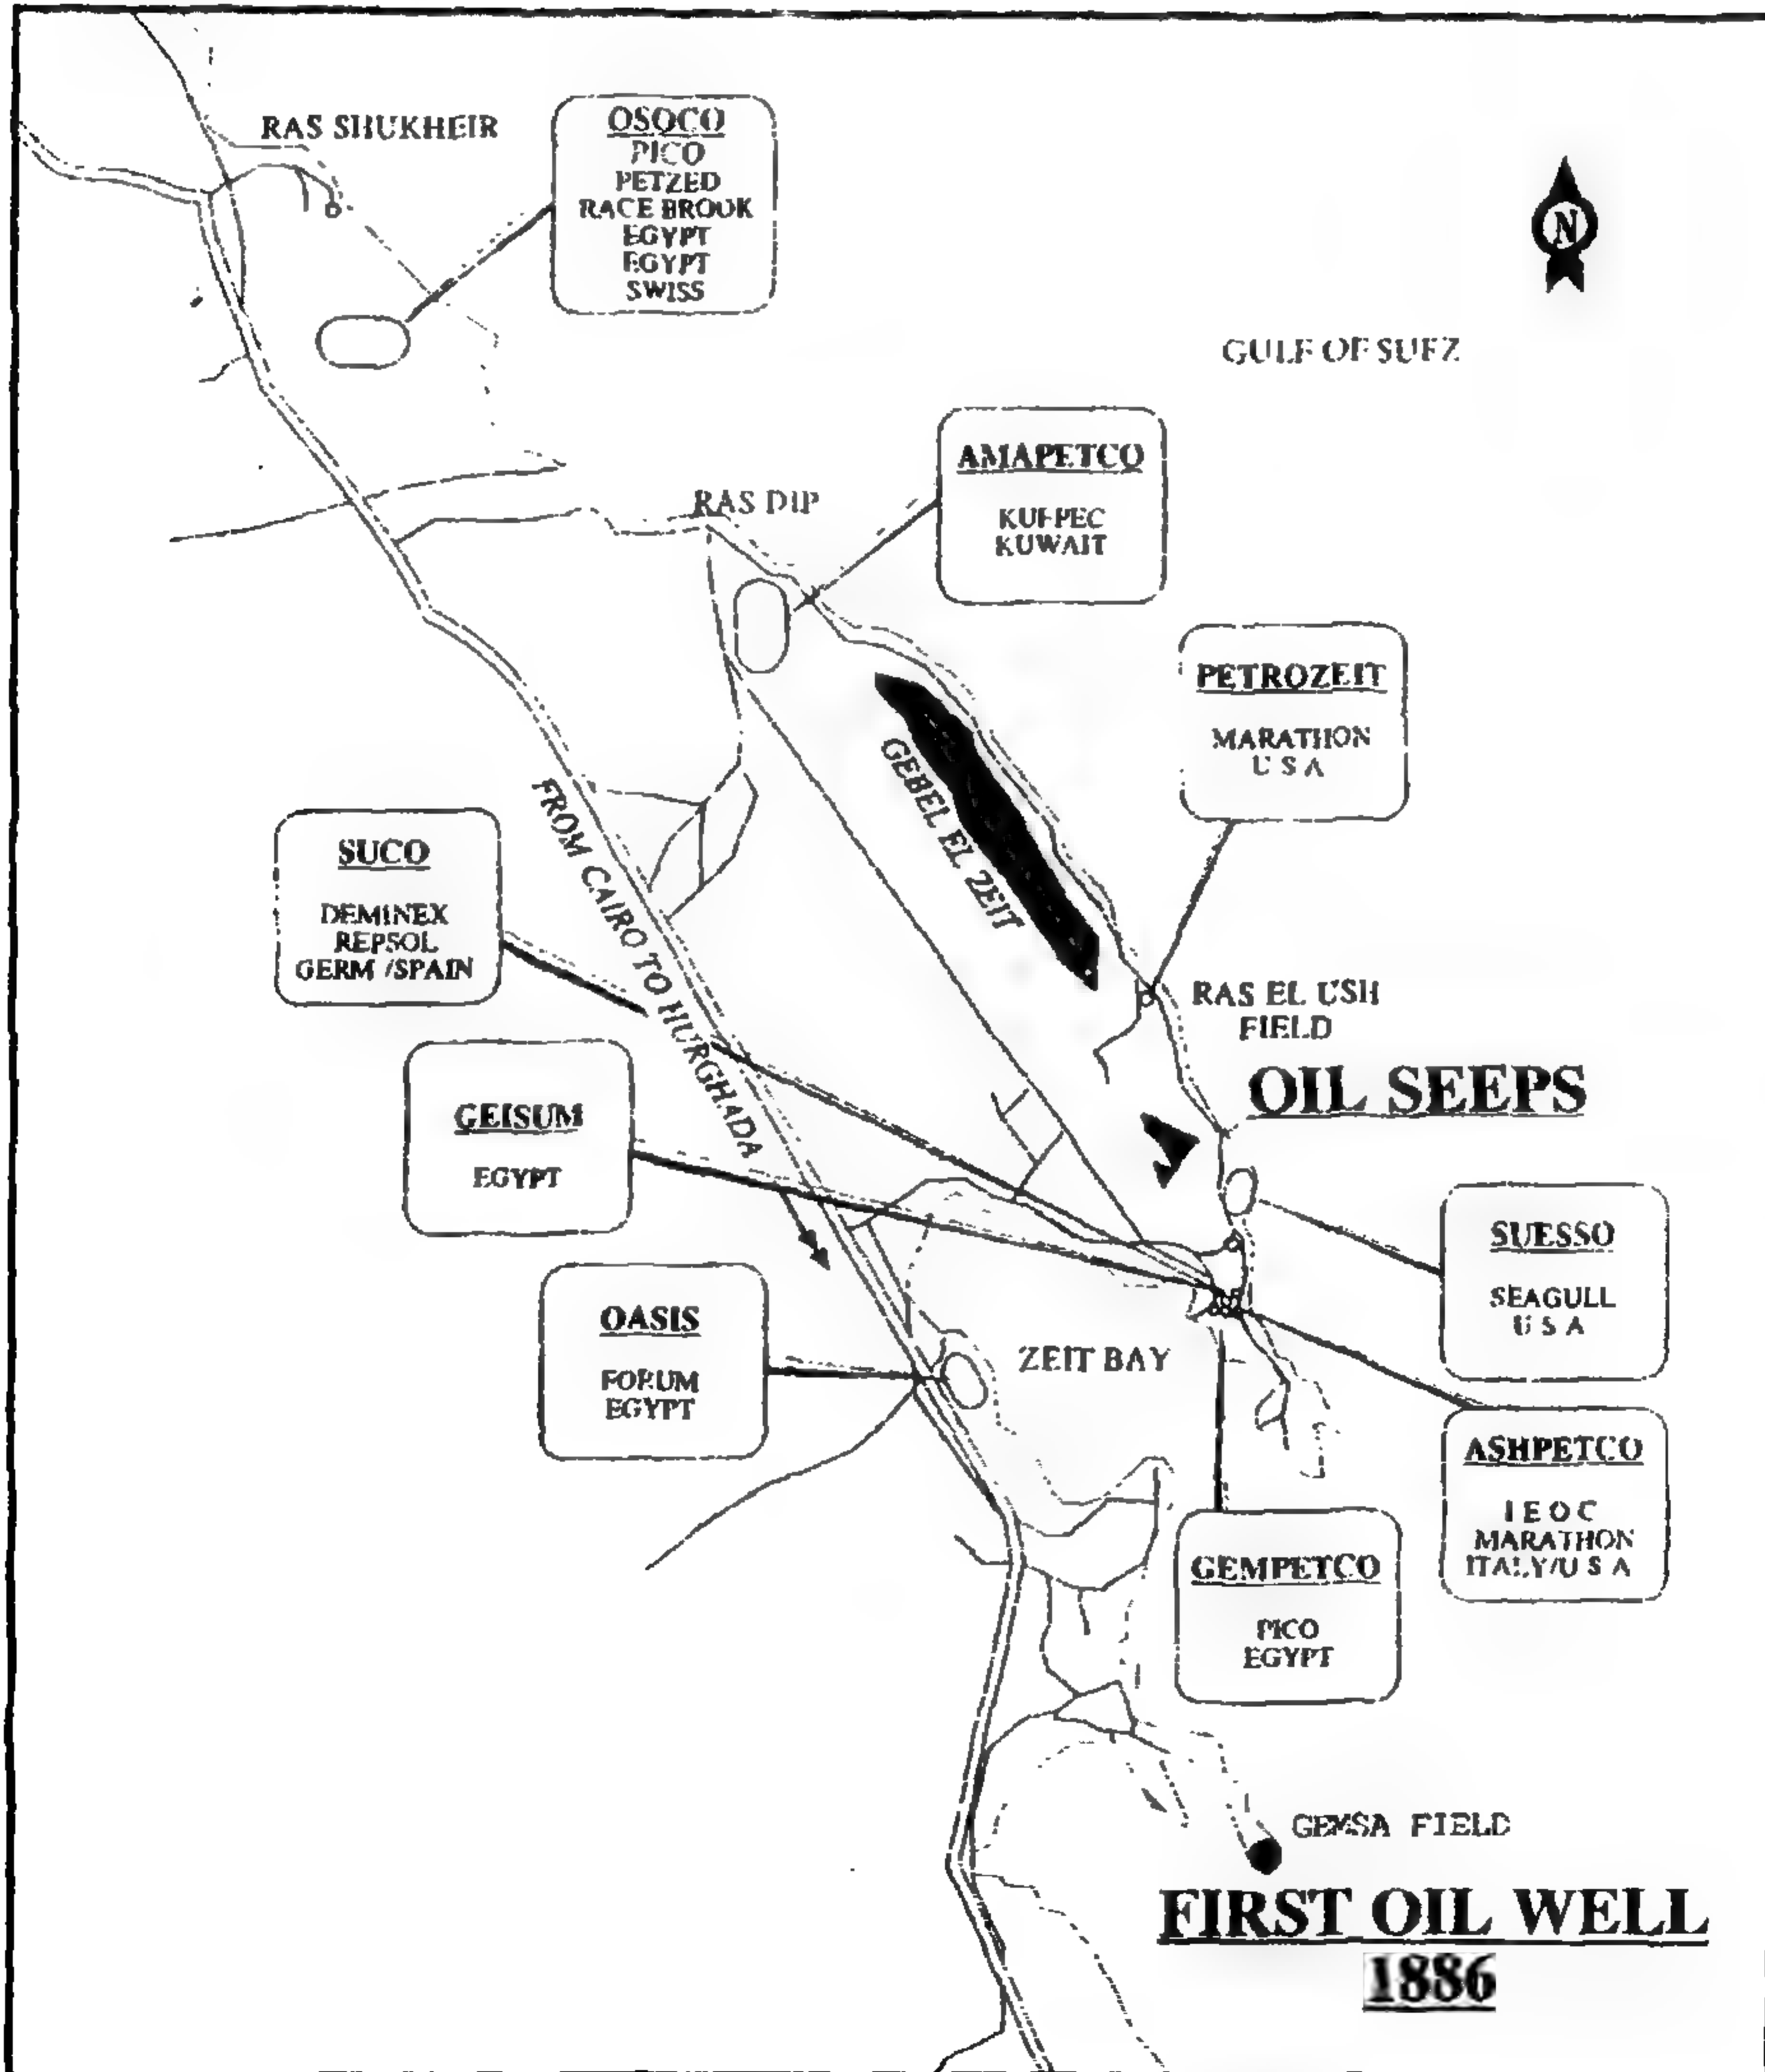 RAS SHUKHEIR
OSOCO
PICO
PETZED
RACE BROOK
EGYPT
EGYPT
SWISS
N
GULF OF SUEZ
AMAPETCO
KUFPEC
KUWAIT
RAS DIP
PETROZEIT
MARATHON
U S A
GEBEL EL ZEIT
FROM CAIRO TO HURGHADA
SUCO
DEMINEX
REPSOL
GERM /SPAIN
RAS EL USH
FIELD
OIL SEEPS
GEISUM
EGYPT
SUESSO
SEAGULL
U S A
OASIS
FORUM
EGYPT
ZEIT BAY
ASHPETCO
I E O C
MARATHON
ITALY/U S A
GEMPETCO
PICO
EGYPT
GEMSA FIELD
FIRST OIL WELL
1886